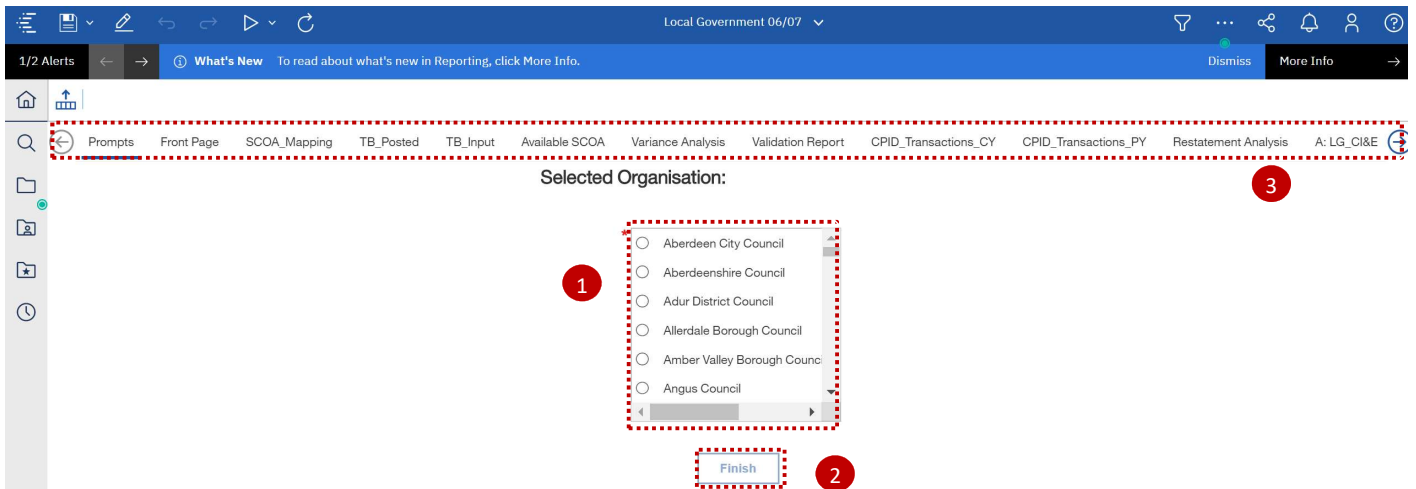 Local Government 06/07
1/2 Alerts What's New To read about what's new in Reporting, click More Info. Dismiss More Info
Prompts Front Page SCOA_Mapping TB_Posted TB_Input Available SCOA Variance Analysis Validation Report CPID_Transactions_CY CPID_Transactions_PY Restatement Analysis A: LG_CI&E
3
Selected Organisation:
*
Aberdeen City Council
Aberdeenshire Council
1
Adur District Council
Allerdale Borough Council
Amber Valley Borough Counc
Angus Council
Finish
2